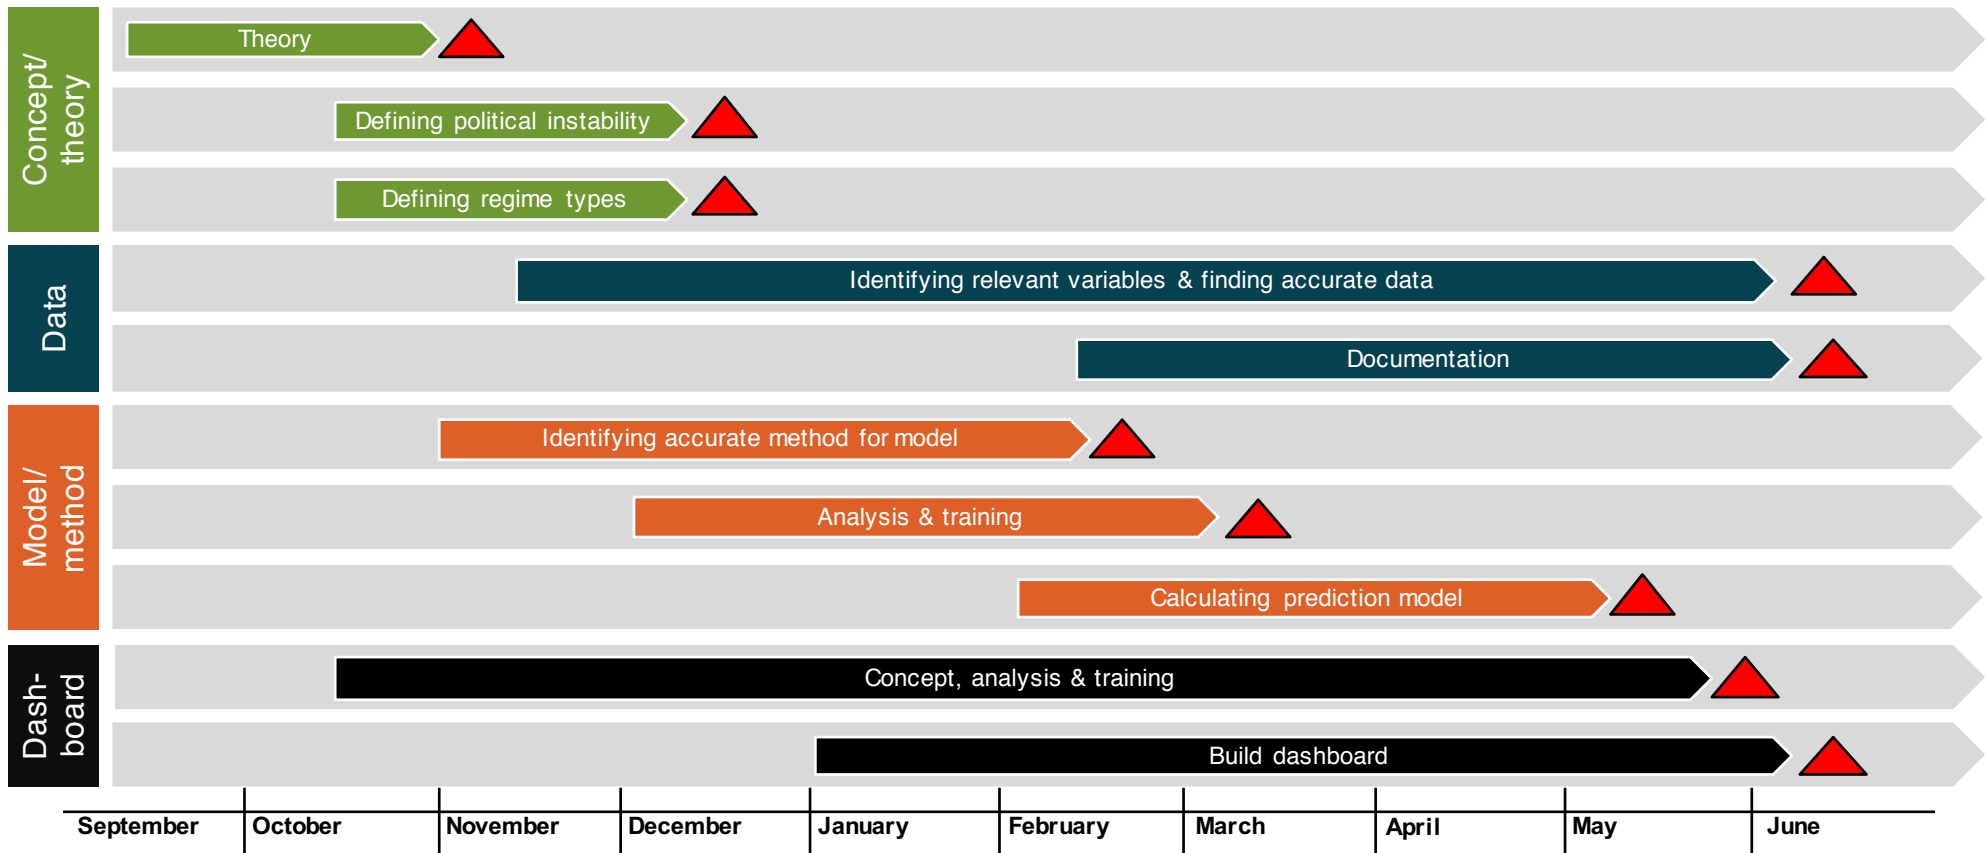 Concept/
theory
Theory
Defining political instability
Defining regime types
Data
Identifying relevant variables & finding accurate data
Documentation
Model/
method
Identifying accurate method for model
Analysis & training
Calculating prediction model
Dash-
board
Concept, analysis & training
Build dashboard
September October November December January February March April May June